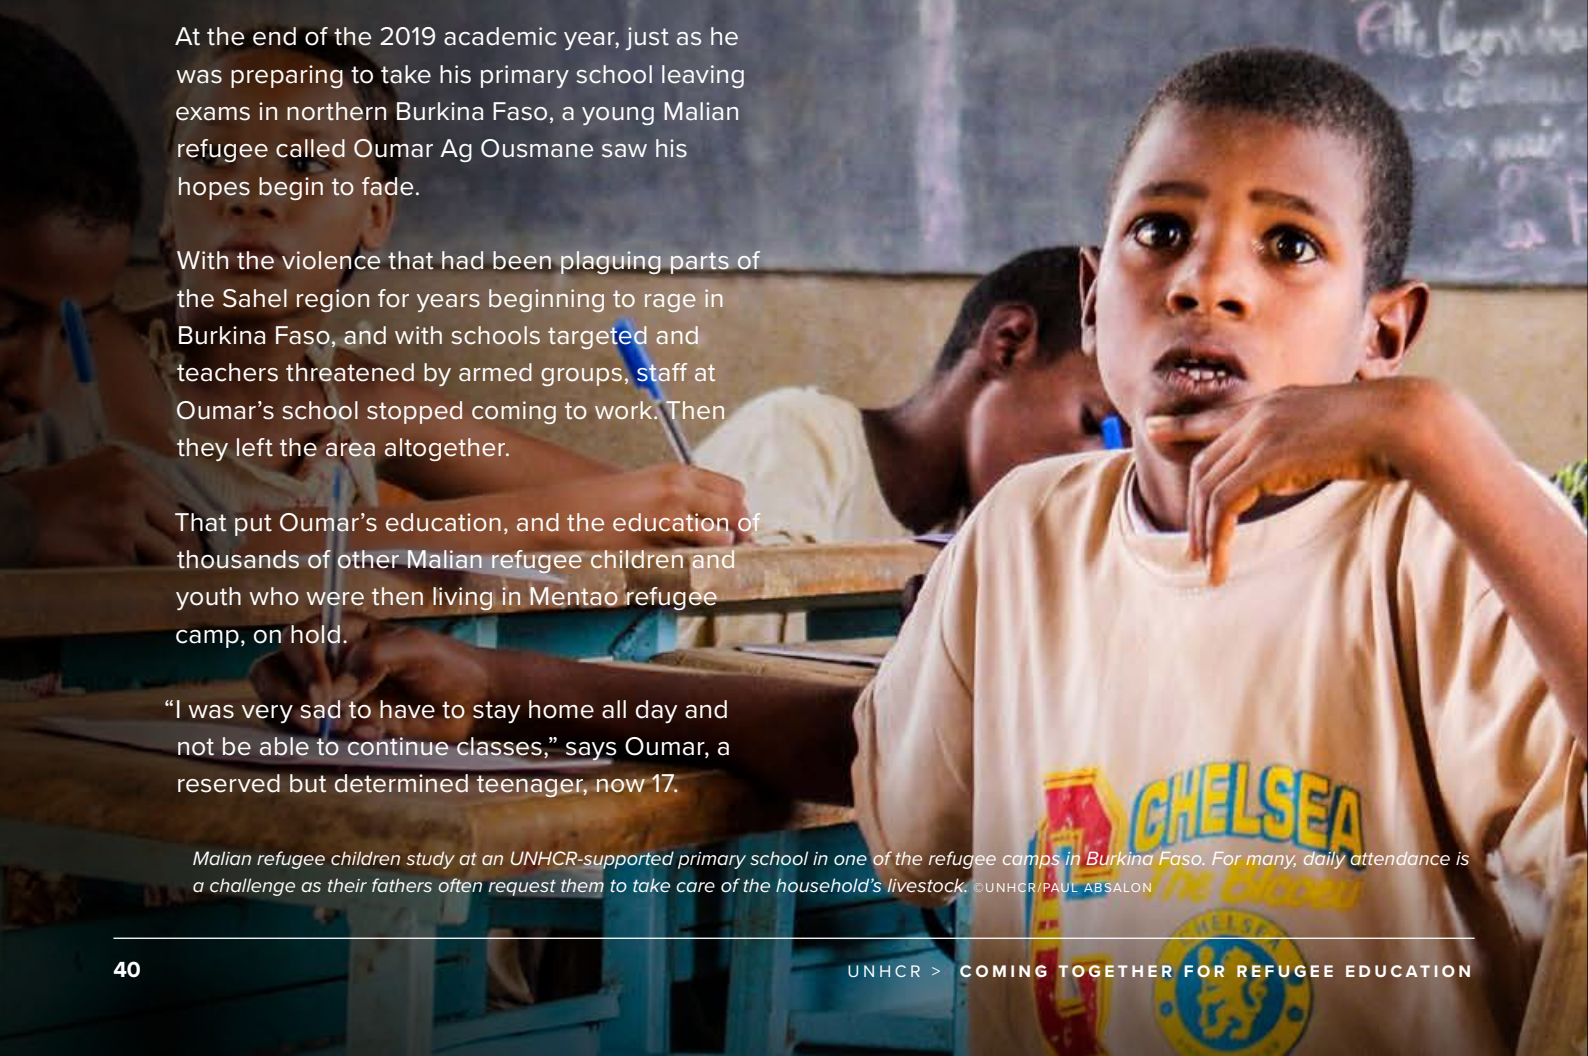 At the end of the 2019 academic year, just as he
was preparing to take his primary school leaving
exams in northern Burkina Faso, a young Malian
refugee called Oumar Ag Ousmane saw his
hopes begin to fade.
With the violence that had been plaguing parts of
the Sahel region for years beginning to rage in
Burkina Faso, and with schools targeted and
teachers threatened by armed groups, staff at
Oumar’s school stopped coming to work. Then
they left the area altogether.
That put Oumar’s education, and the education of
thousands of other Malian refugee children and
youth who were then living in Mentao refugee
camp, on hold.
“I was very sad to have to stay home all day and
not be able to continue classes,” says Oumar, a
reserved but determined teenager, now 17.
CHELSEA
The Blooeu
CHELSEA
Malian refugee children study at an UNHCR-supported primary school in one of the refugee camps in Burkina Faso. For many, daily attendance is
a challenge as their fathers often request them to take care of the household’s livestock. ©UNHCR/PAUL ABSALON
40
UNHCR > COMING TOGETHER FOR REFUGEE EDUCATION